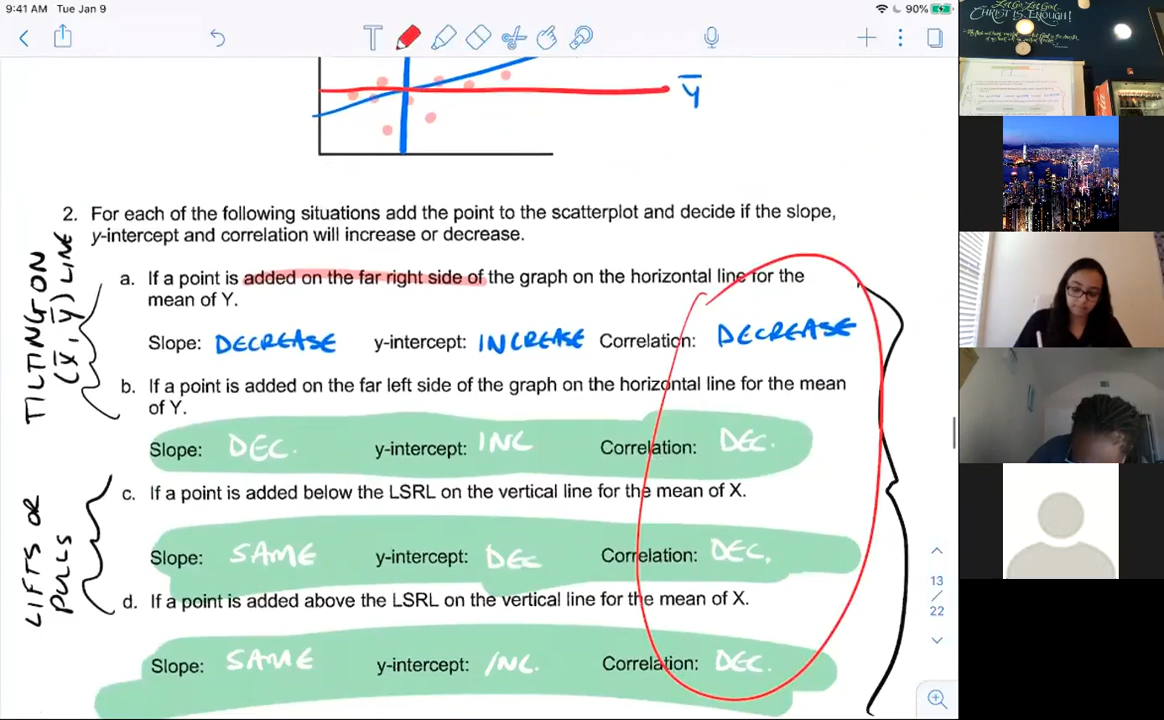 9:41 AM Tue Jan 9
90%
T
Let Go, Let God
CHRIST IS ENOUGH!
Y
2. For each of the following situations add the point to the scatterplot and decide if the slope,
y-intercept and correlation will increase or decrease.
TILTING ON
(X, Y) LINE
a. If a point is added on the far right side of the graph on the horizontal line for the
mean of Y.
Slope: DECREASE y-intercept: INCREASE Correlation: DECREASE
b. If a point is added on the far left side of the graph on the horizontal line for the mean
of Y.
Slope: DEC. y-intercept: INC Correlation: DEC.
LIFTS OR
PULLS
c. If a point is added below the LSRL on the vertical line for the mean of X.
Slope: SAME y-intercept: DEC Correlation: DEC.
d. If a point is added above the LSRL on the vertical line for the mean of X.
Slope: SAME y-intercept: INC. Correlation: DEC.
13
/
22